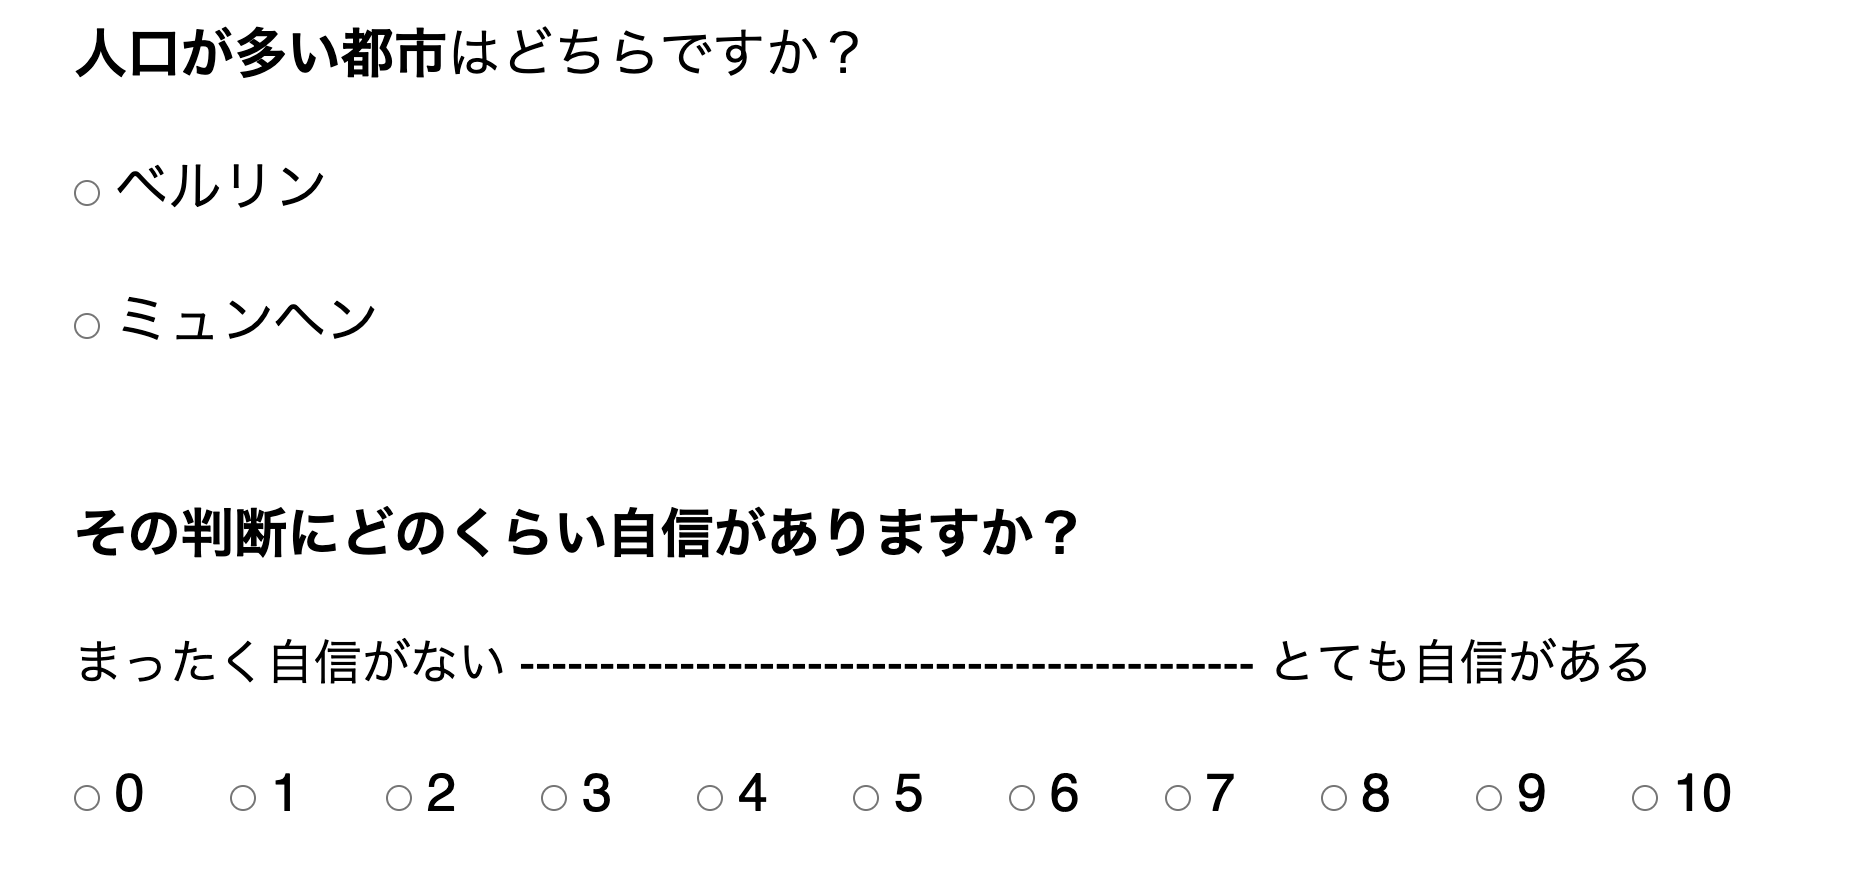 人口が多い都市はどちらですか？
ベルリン
ミュンヘン
その判断にどのくらい自信がありますか？
まったく自信がない ---------------------------------------------- とても自信がある
0 1 2 3 4 5 6 7 8 9 10